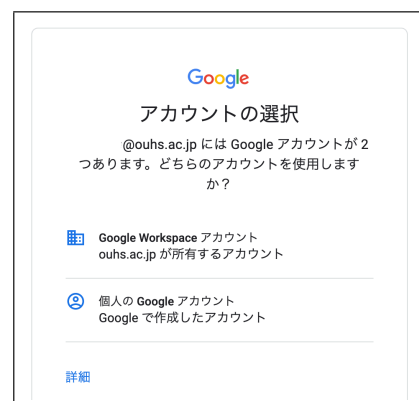 Google
アカウントの選択
@ouhs.ac.jp には Google アカウントが 2
つあります。どちらのアカウントを使用します
か？
Google Workspace アカウント
ouhs.ac.jp が所有するアカウント
個人の Google アカウント
Google で作成したアカウント
詳細